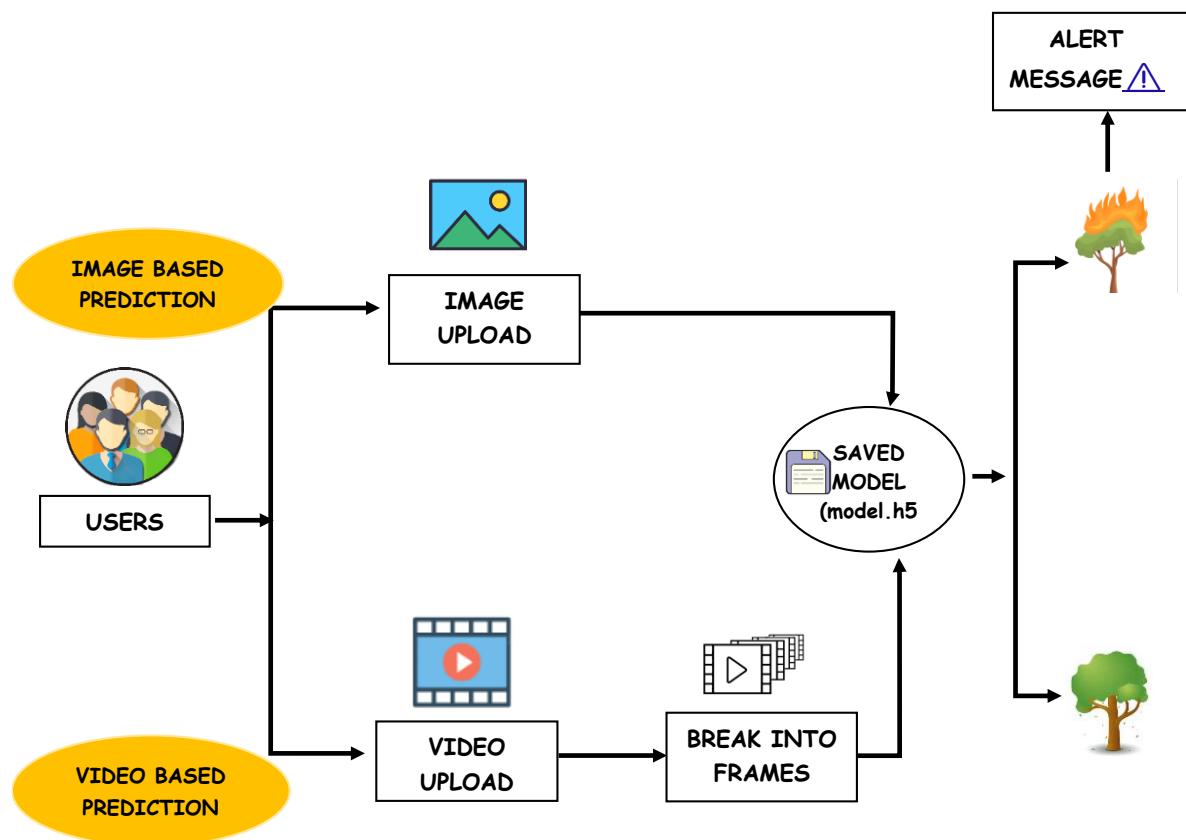 ALERT
MESSAGE
IMAGE BASED
PREDICTION
IMAGE
UPLOAD
USERS
SAVED
MODEL
(model.h5
VIDEO
UPLOAD
BREAK INTO
FRAMES
VIDEO BASED
PREDICTION